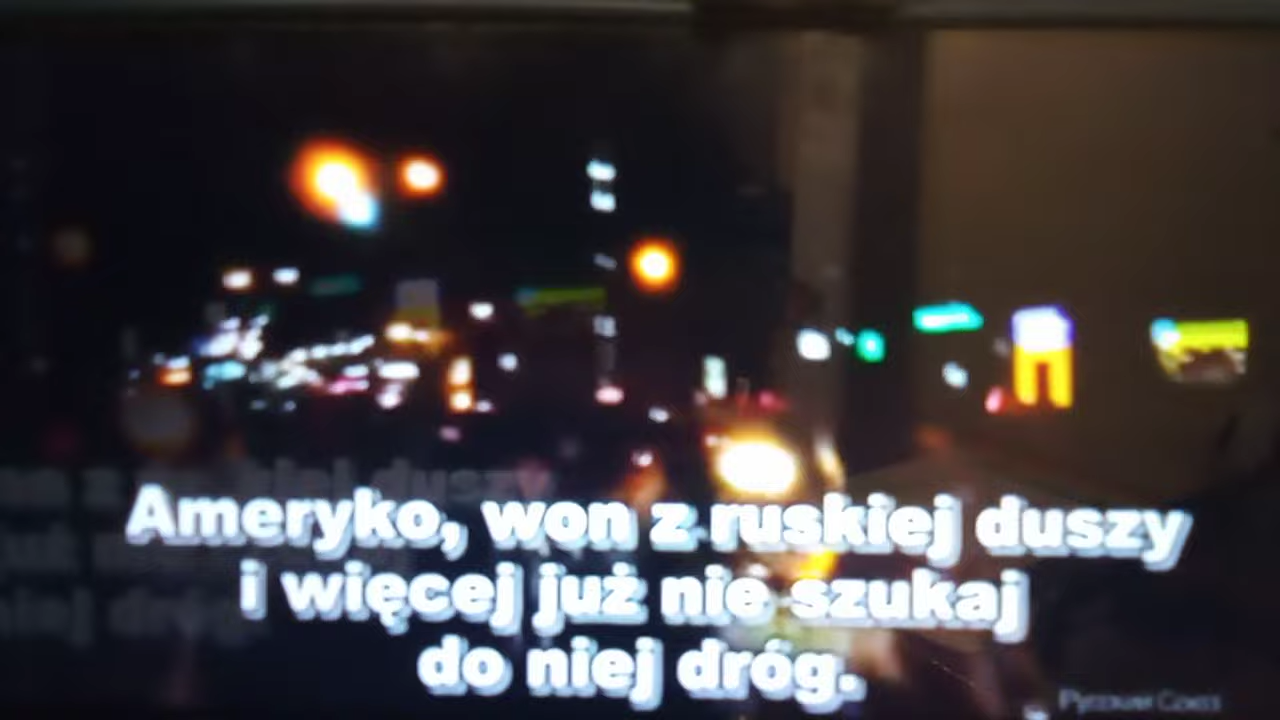 Ameryko, won z ruskiej duszy
i więcej już nie szukaj
do niej dróg.